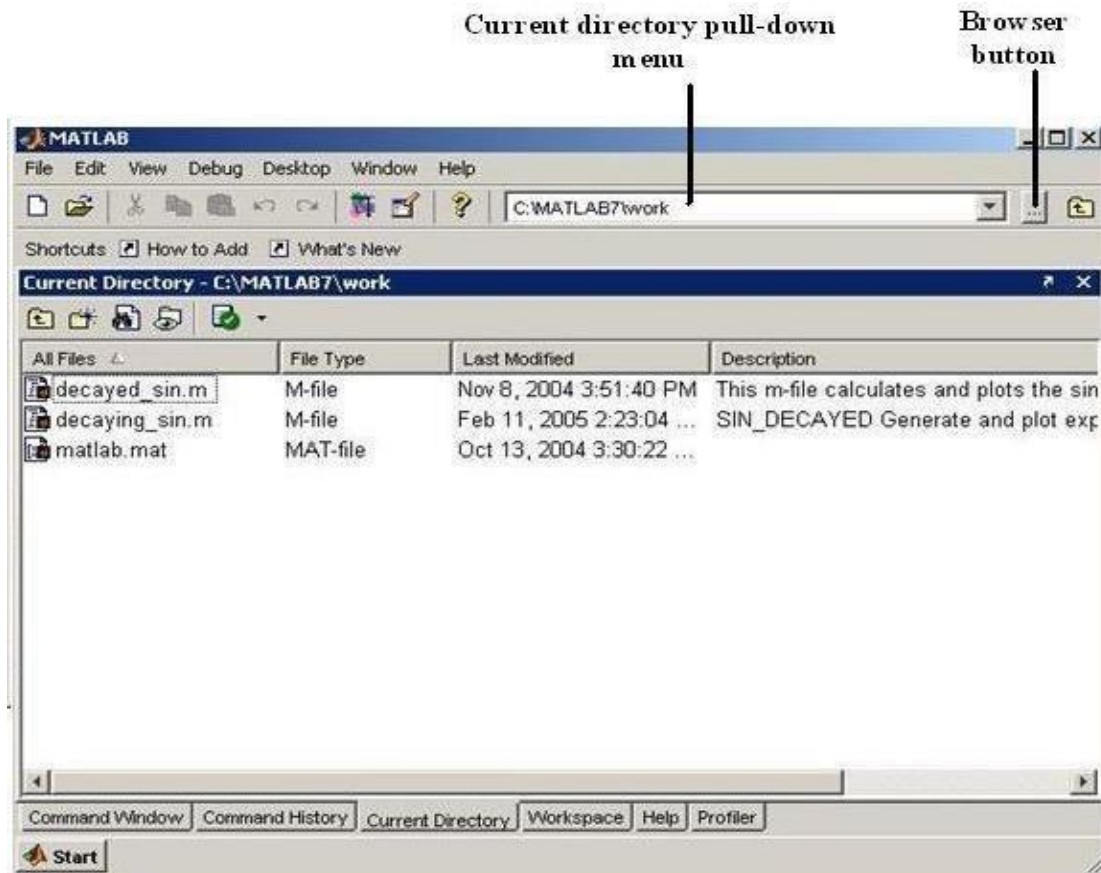 Current directory pull-down menu
Browser button
MATLAB
File Edit View Debug Desktop Window Help
C:\MATLAB7\work
...
Shortcuts How to Add What's New
Current Directory - C:\MATLAB7\work
All Files File Type Last Modified Description
decayed_sin.m M-file Nov 8, 2004 3:51:40 PM This m-file calculates and plots the sin
decaying_sin.m M-file Feb 11, 2005 2:23:04 ... SIN_DECAYED Generate and plot exp
matlab.mat MAT-file Oct 13, 2004 3:30:22 ...
Command Window Command History Current Directory Workspace Help Profiler
Start